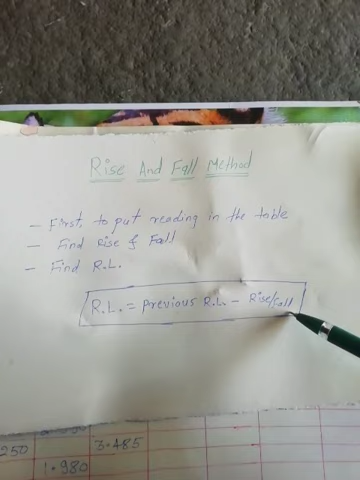 Rise And Fall Method
- First, to put reading in the table
- Find Rise & Fall
- Find R.L.
R.L. = Previous R.L. - Rise/Fall
250
3.485
1.980